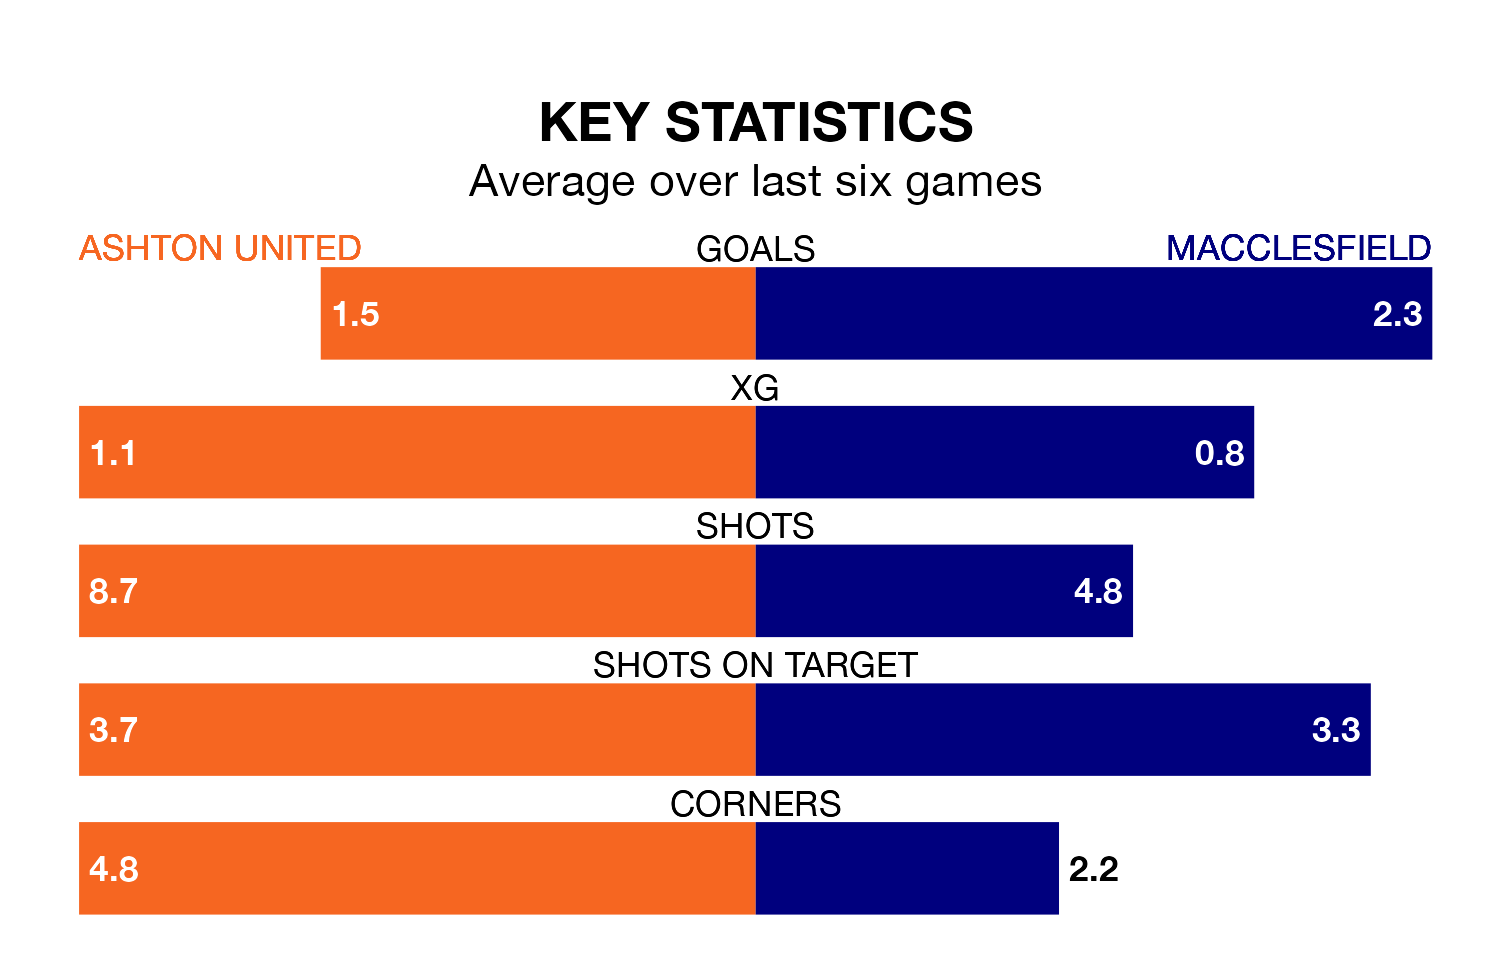 KEY STATISTICS
Average over last six games
ASHTON UNITED GOALS MACCLESFIELD
1.5 2.3
XG
1.1 0.8
SHOTS
8.7 4.8
SHOTS ON TARGET
3.7 3.3
CORNERS
4.8 2.2